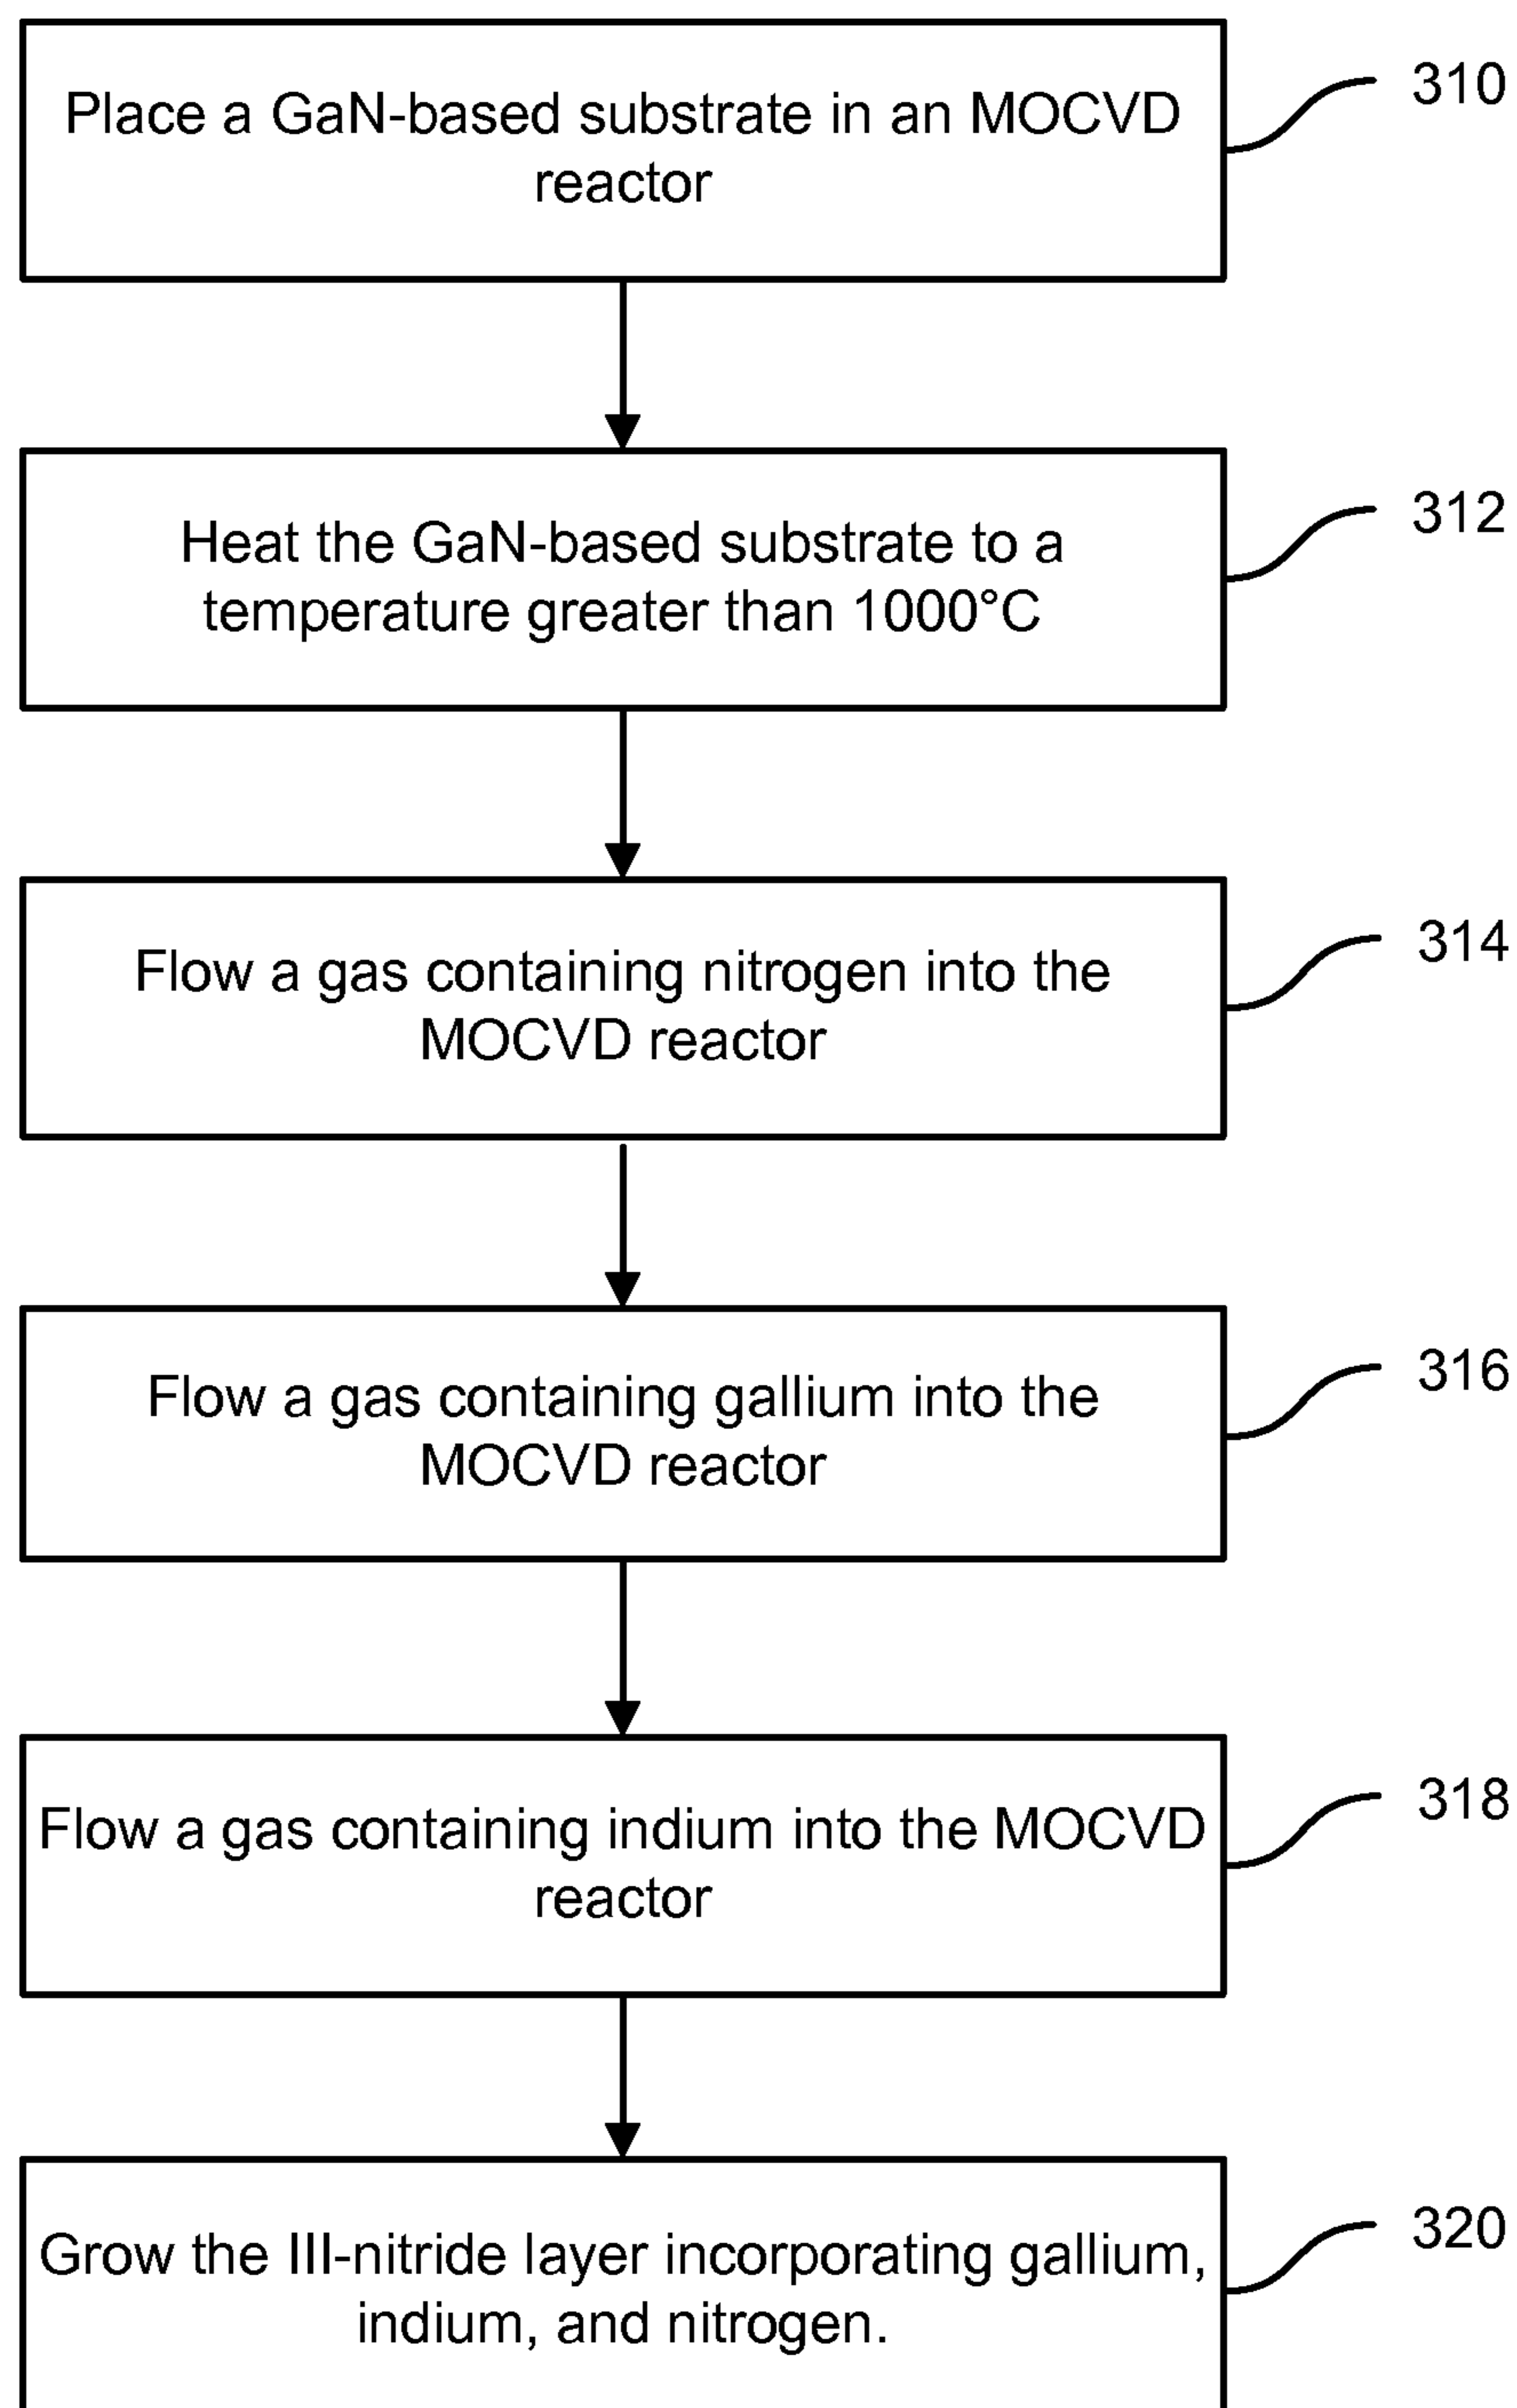 Place a GaN-based substrate in an MOCVD
reactor
310
Heat the GaN-based substrate to a
temperature greater than 1000°C
312
Flow a gas containing nitrogen into the
MOCVD reactor
314
Flow a gas containing gallium into the
MOCVD reactor
316
Flow a gas containing indium into the MOCVD
reactor
318
Grow the III-nitride layer incorporating gallium,
indium, and nitrogen.
320